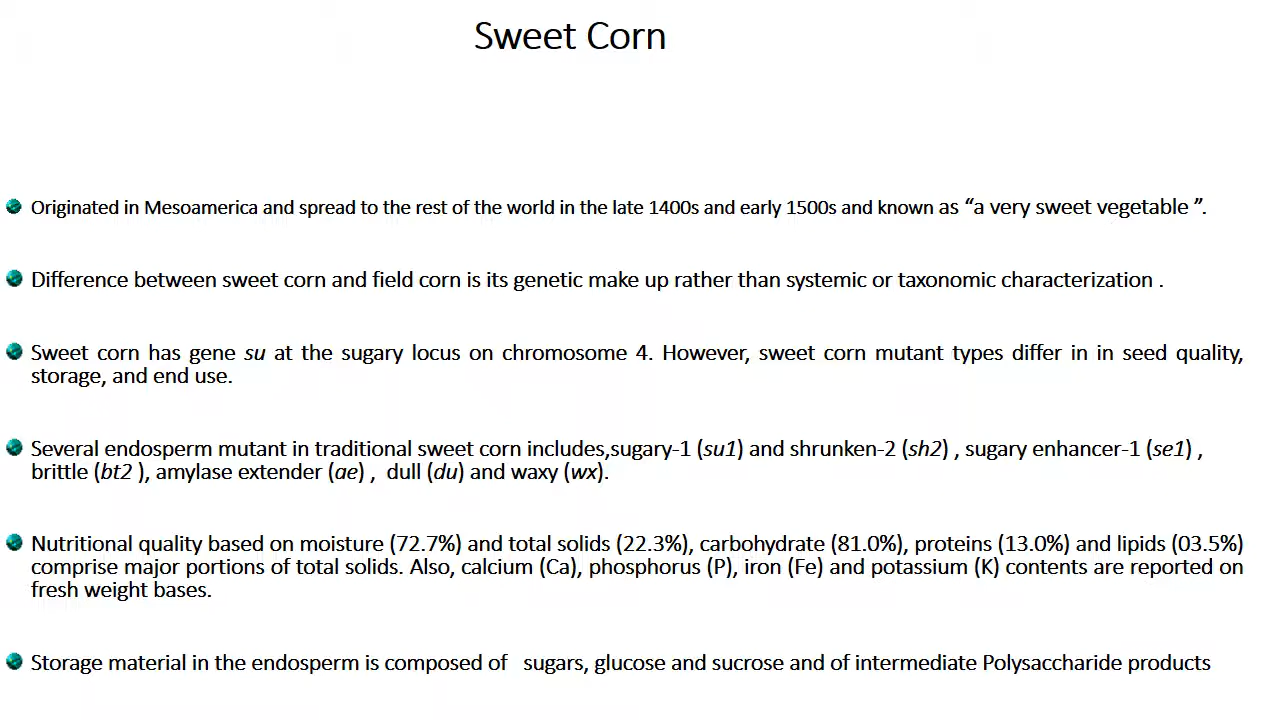 Sweet Corn
Originated in Mesoamerica and spread to the rest of the world in the late 1400s and early 1500s and known as “a very sweet vegetable ”.
Difference between sweet corn and field corn is its genetic make up rather than systemic or taxonomic characterization .
Sweet corn has gene su at the sugary locus on chromosome 4. However, sweet corn mutant types differ in in seed quality,
storage, and end use.
Several endosperm mutant in traditional sweet corn includes,sugary-1 (su1) and shrunken-2 (sh2) , sugary enhancer-1 (se1) ,
brittle (bt2 ), amylase extender (ae) , dull (du) and waxy (wx).
Nutritional quality based on moisture (72.7%) and total solids (22.3%), carbohydrate (81.0%), proteins (13.0%) and lipids (03.5%)
comprise major portions of total solids. Also, calcium (Ca), phosphorus (P), iron (Fe) and potassium (K) contents are reported on
fresh weight bases.
Storage material in the endosperm is composed of sugars, glucose and sucrose and of intermediate Polysaccharide products